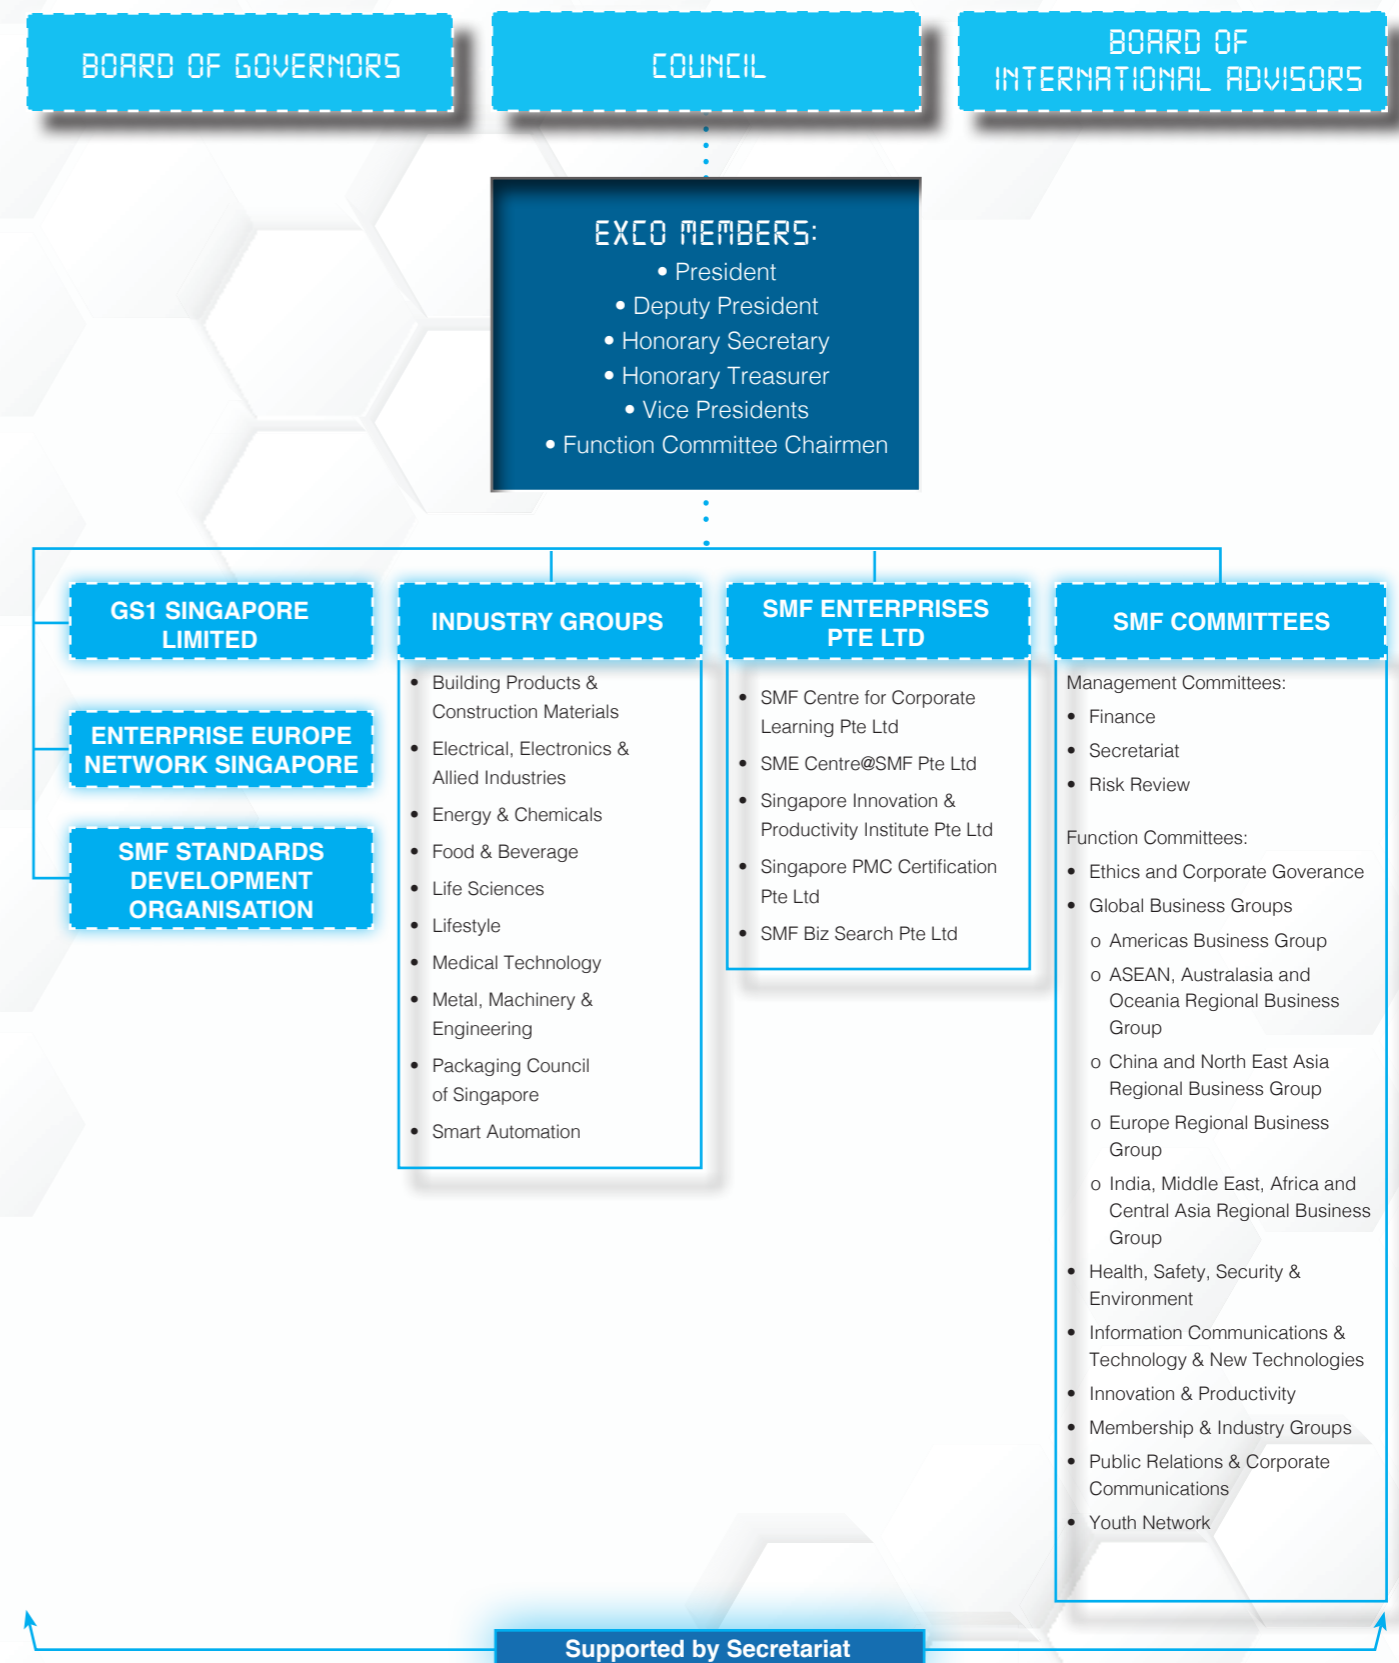 BOARD OF GOVERNORS
COUNCIL
BOARD OF
INTERNATIONAL ADVISORS
EXCO MEMBERS:
• President
• Deputy President
• Honorary Secretary
• Honorary Treasurer
• Vice Presidents
• Function Committee Chairmen
GS1 SINGAPORE
LIMITED
ENTERPRISE EUROPE
NETWORK SINGAPORE
SMF STANDARDS
DEVELOPMENT
ORGANISATION
INDUSTRY GROUPS
• Building Products &
Construction Materials
• Electrical, Electronics &
Allied Industries
• Energy & Chemicals
• Food & Beverage
• Life Sciences
• Lifestyle
• Medical Technology
• Metal, Machinery &
Engineering
• Packaging Council
of Singapore
• Smart Automation
SMF ENTERPRISES
PTE LTD
• SMF Centre for Corporate
Learning Pte Ltd
• SME Centre@SMF Pte Ltd
• Singapore Innovation &
Productivity Institute Pte Ltd
• Singapore PMC Certification
Pte Ltd
• SMF Biz Search Pte Ltd
SMF COMMITTEES
Management Committees:
• Finance
• Secretariat
• Risk Review
Function Committees:
• Ethics and Corporate Goverance
• Global Business Groups
o Americas Business Group
o ASEAN, Australasia and
Oceania Regional Business
Group
o China and North East Asia
Regional Business Group
o Europe Regional Business
Group
o India, Middle East, Africa and
Central Asia Regional Business
Group
• Health, Safety, Security &
Environment
• Information Communications &
Technology & New Technologies
• Innovation & Productivity
• Membership & Industry Groups
• Public Relations & Corporate
Communications
• Youth Network
Supported by Secretariat